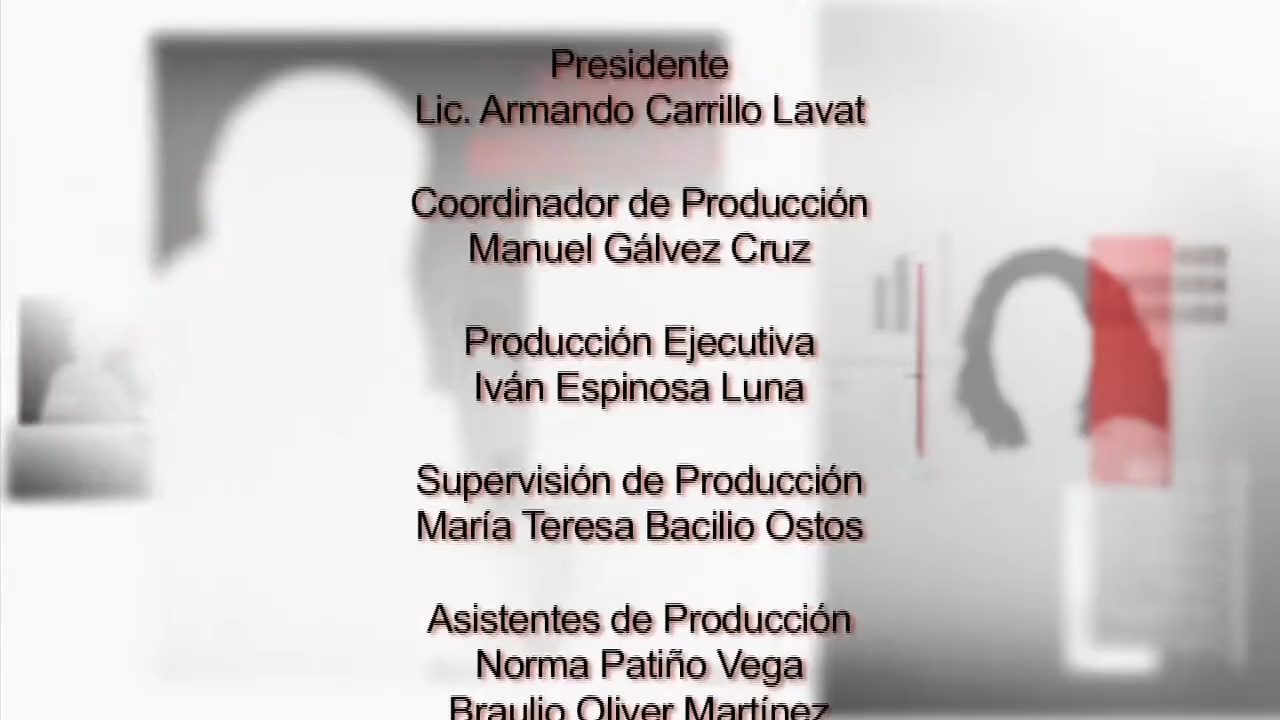 Presidente
Lic. Armando Carrillo Lavat
Coordinador de Producción
Manuel Gálvez Cruz
Producción Ejecutiva
Iván Espinosa Luna
Supervisión de Producción
María Teresa Bacilio Ostos
Asistentes de Producción
Norma Patiño Vega
Braulio Oliver Martínez